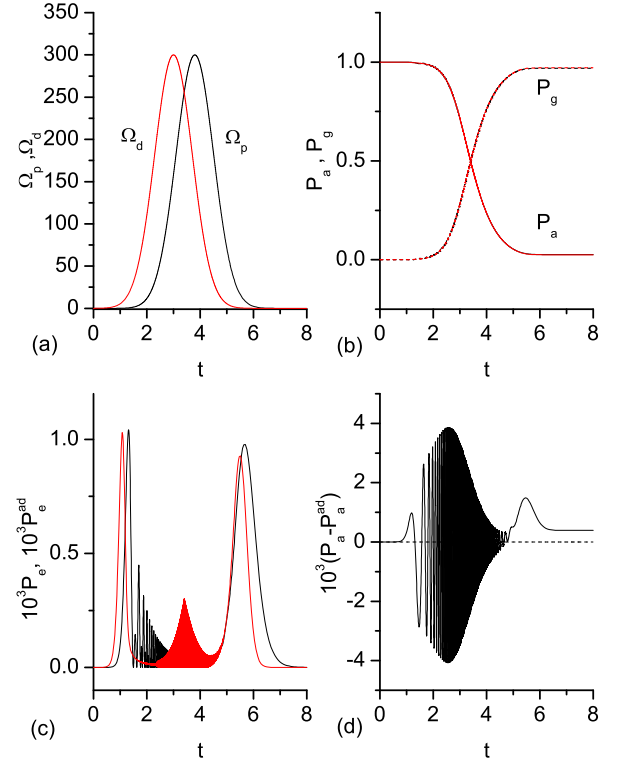 350
300
250
200
150
100
50
0
Ω_p, Ω_d
Ω_d
Ω_p
0 2 4 6 8
(a)
t
1.0
0.5
0.0
P_a, P_g
P_g
P_a
0 2 4 6 8
(b)
t
1.0
0.5
0.0
10³P_e, 10³P_e^ad
0 2 4 6 8
(c)
t
4
2
0
-2
-4
10³(P_a-P_a^ad)
0 2 4 6 8
(d)
t